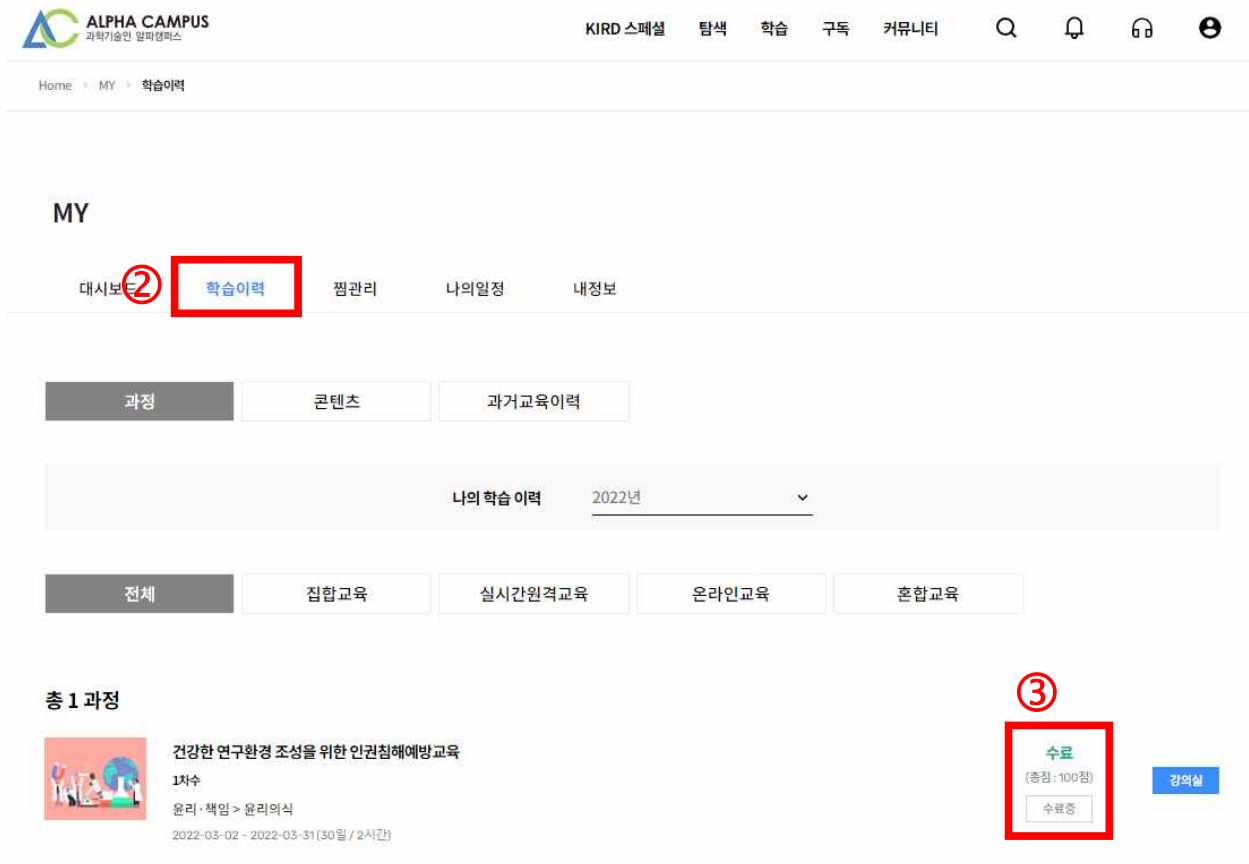 ALPHA CAMPUS
과학기술인 알파캠퍼스
KIRD 스페셜 탐색 학습 구독 커뮤니티
Home > MY > 학습이력
MY
대시보드 ② 학습이력 찜관리 나의일정 내정보
과정 콘텐츠 과거교육이력
나의 학습 이력 2022년
전체 집합교육 실시간원격교육 온라인교육 혼합교육
총 1 과정
③
건강한 연구환경 조성을 위한 인권침해예방교육
1차수
윤리·책임 > 윤리의식
2022-03-02 - 2022-03-31(30일 / 2시간)
수료
(총점 : 100점)
수료증
강의실